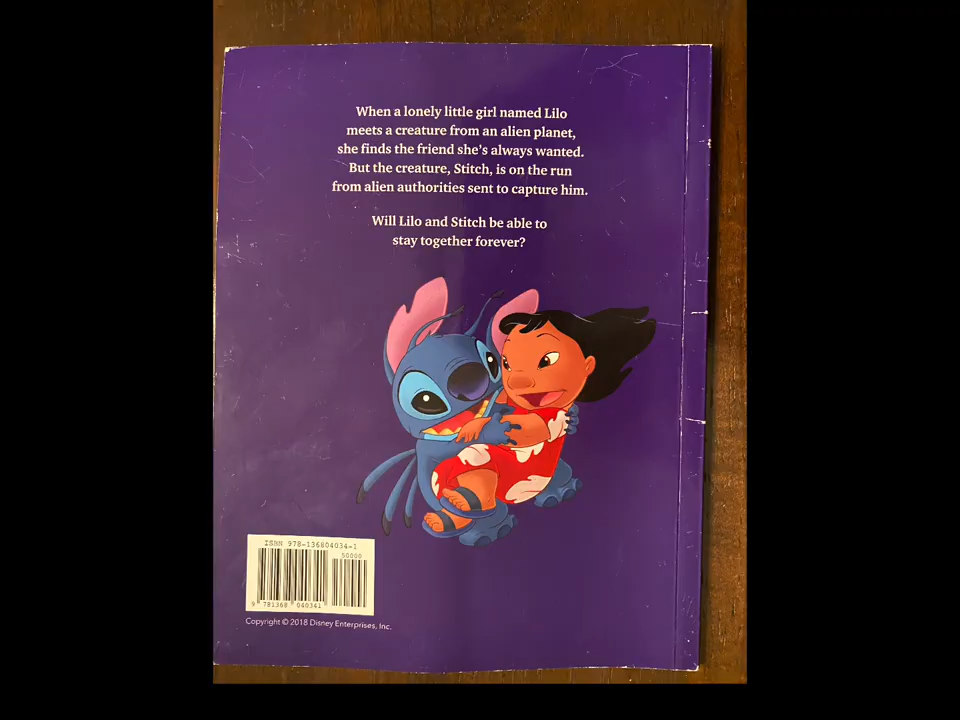 When a lonely little girl named Lilo
meets a creature from an alien planet,
she finds the friend she's always wanted.
But the creature, Stitch, is on the run
from alien authorities sent to capture him.
Will Lilo and Stitch be able to
stay together forever?
ISBN 978-136804034-1
50000
9 781368 040341
Copyright © 2018 Disney Enterprises, Inc.